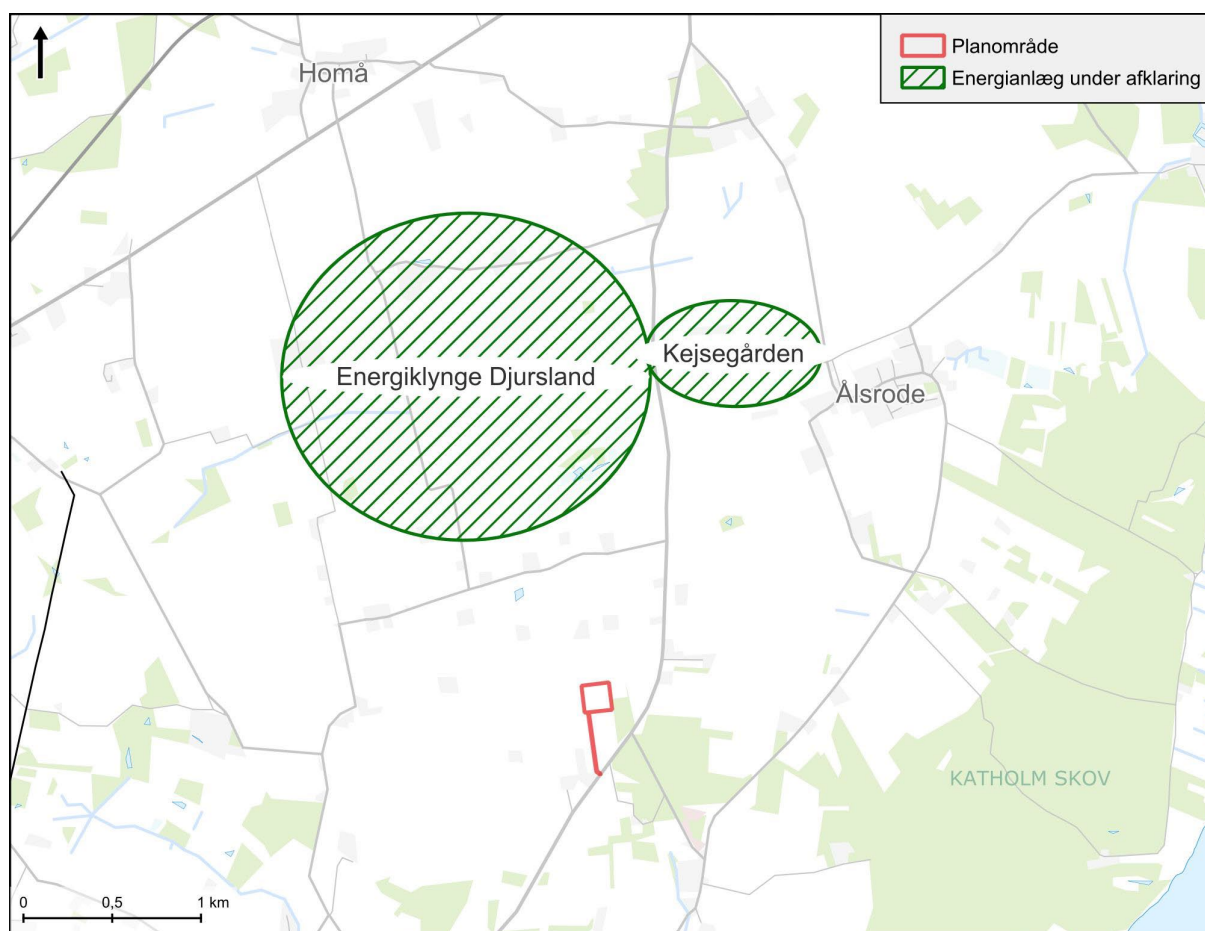 Planområde
Energianlæg under afklaring
Homå
Kejsegården
Energiklynge Djursland
Ålsrode
KATHOLM SKOV
0 0,5 1 km